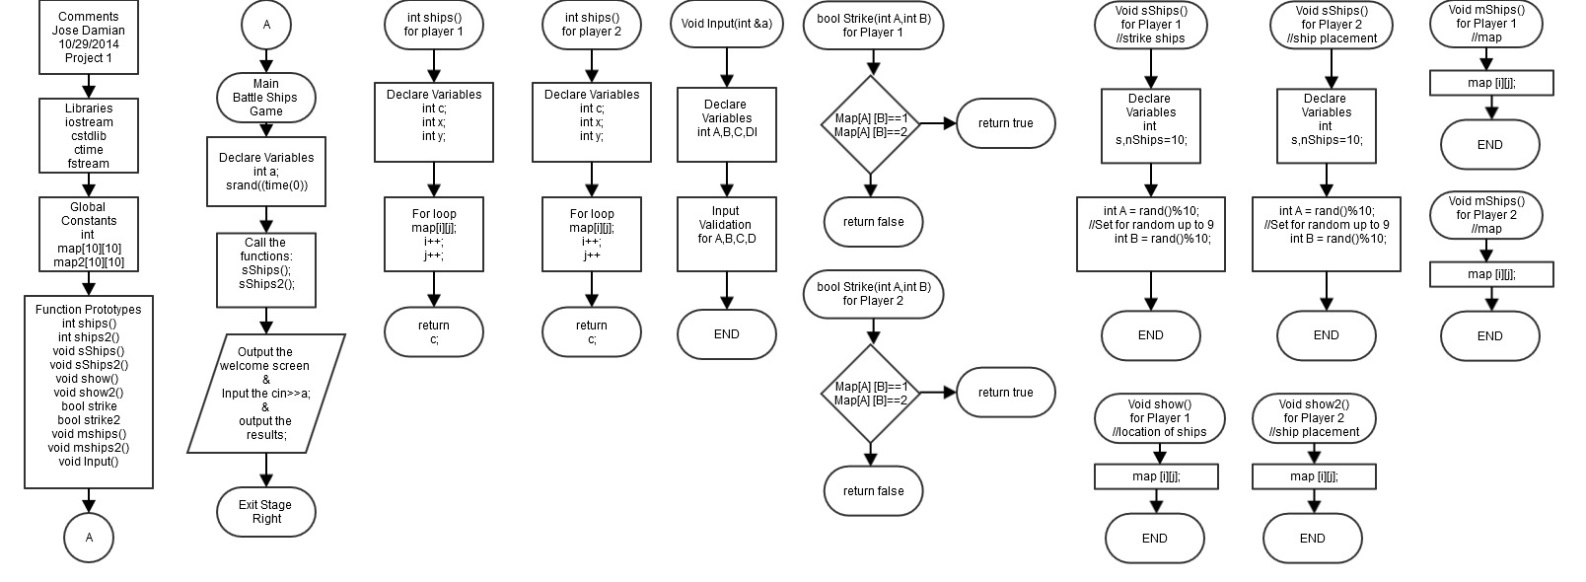 Comments
Jose Damian
10/29/2014
Project 1
Libraries
iostream
cstdlib
ctime
fstream
Global
Constants
int
map[10][10]
map2[10][10]
Function Prototypes
int ships()
int ships2()
void sShips()
void sShips2()
void show()
void show2()
bool strike
bool strike2
void mships()
void mships2()
void Input()
A
A
Main
Battle Ships
Game
Declare Variables
int a;
srand((time(0))
Call the
functions:
sShips();
sShips2();
Output the
welcome screen
&
Input the cin>>a;
&
output the
results;
Exit Stage
Right
int ships()
for player 1
Declare Variables
int c;
int x;
int y;
For loop
map[i][j];
i++;
j++;
return
c;
int ships()
for player 2
Declare Variables
int c;
int x;
int y;
For loop
map[i][j];
i++;
j++
return
c;
Void Input(int &a)
Declare
Variables
int A,B,C,DI
Input
Validation
for A,B,C,D
END
bool Strike(int A,int B)
for Player 1
Map[A] [B]==1
Map[A] [B]==2
return true
return false
bool Strike(int A,int B)
for Player 2
Map[A] [B]==1
Map[A] [B]==2
return true
return false
Void sShips()
for Player 1
//strike ships
Declare
Variables
int
s,nShips=10;
int A = rand()%10;
//Set for random up to 9
int B = rand()%10;
END
Void show()
for Player 1
//location of ships
map [i][j];
END
Void sShips()
for Player 2
//ship placement
Declare
Variables
int
s,nShips=10;
int A = rand()%10;
//Set for random up to 9
int B = rand()%10;
END
Void show2()
for Player 2
//ship placement
map [i][j];
END
Void mShips()
for Player 1
//map
map [i][j];
END
Void mShips()
for Player 2
//map
map [i][j];
END